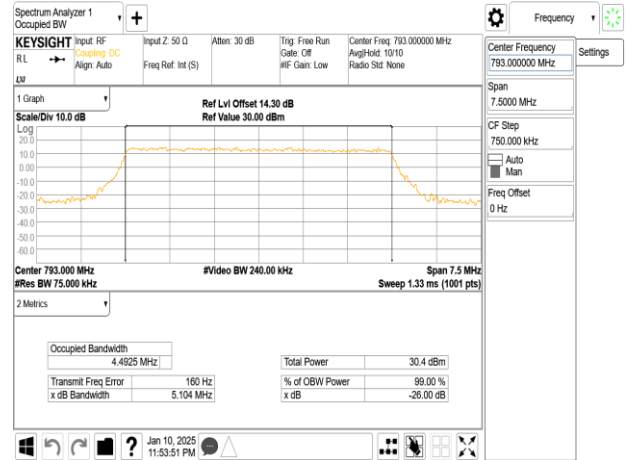 Spectrum Analyzer 1
Occupied BW
Frequency
KEYSIGHT
Input: RF
Coupling: DC
Align: Auto
Input Z: 50 Ω
Freq Ref: Int (S)
Atten: 30 dB
Trig: Free Run
Gate: Off
#IF Gain: Low
Center Freq: 793.000000 MHz
Avg|Hold: 10/10
Radio Std: None
RL
LXI
Center Frequency
793.000000 MHz
Settings
Span
7.5000 MHz
CF Step
750.000 kHz
Auto
Man
Freq Offset
0 Hz
1 Graph
Ref Lvl Offset 14.30 dB
Scale/Div 10.0 dB
Ref Value 30.00 dBm
Log
20.0
10.0
0.00
-10.0
-20.0
-30.0
-40.0
-50.0
-60.0
Center 793.000 MHz
#Video BW 240.00 kHz
Span 7.5 MHz
#Res BW 75.000 kHz
Sweep 1.33 ms (1001 pts)
2 Metrics
Occupied Bandwidth
4.4925 MHz
Total Power
30.4 dBm
Transmit Freq Error
160 Hz
% of OBW Power
99.00 %
x dB Bandwidth
5.104 MHz
x dB
-26.00 dB
?
Jan 10, 2025
11:53:51 PM